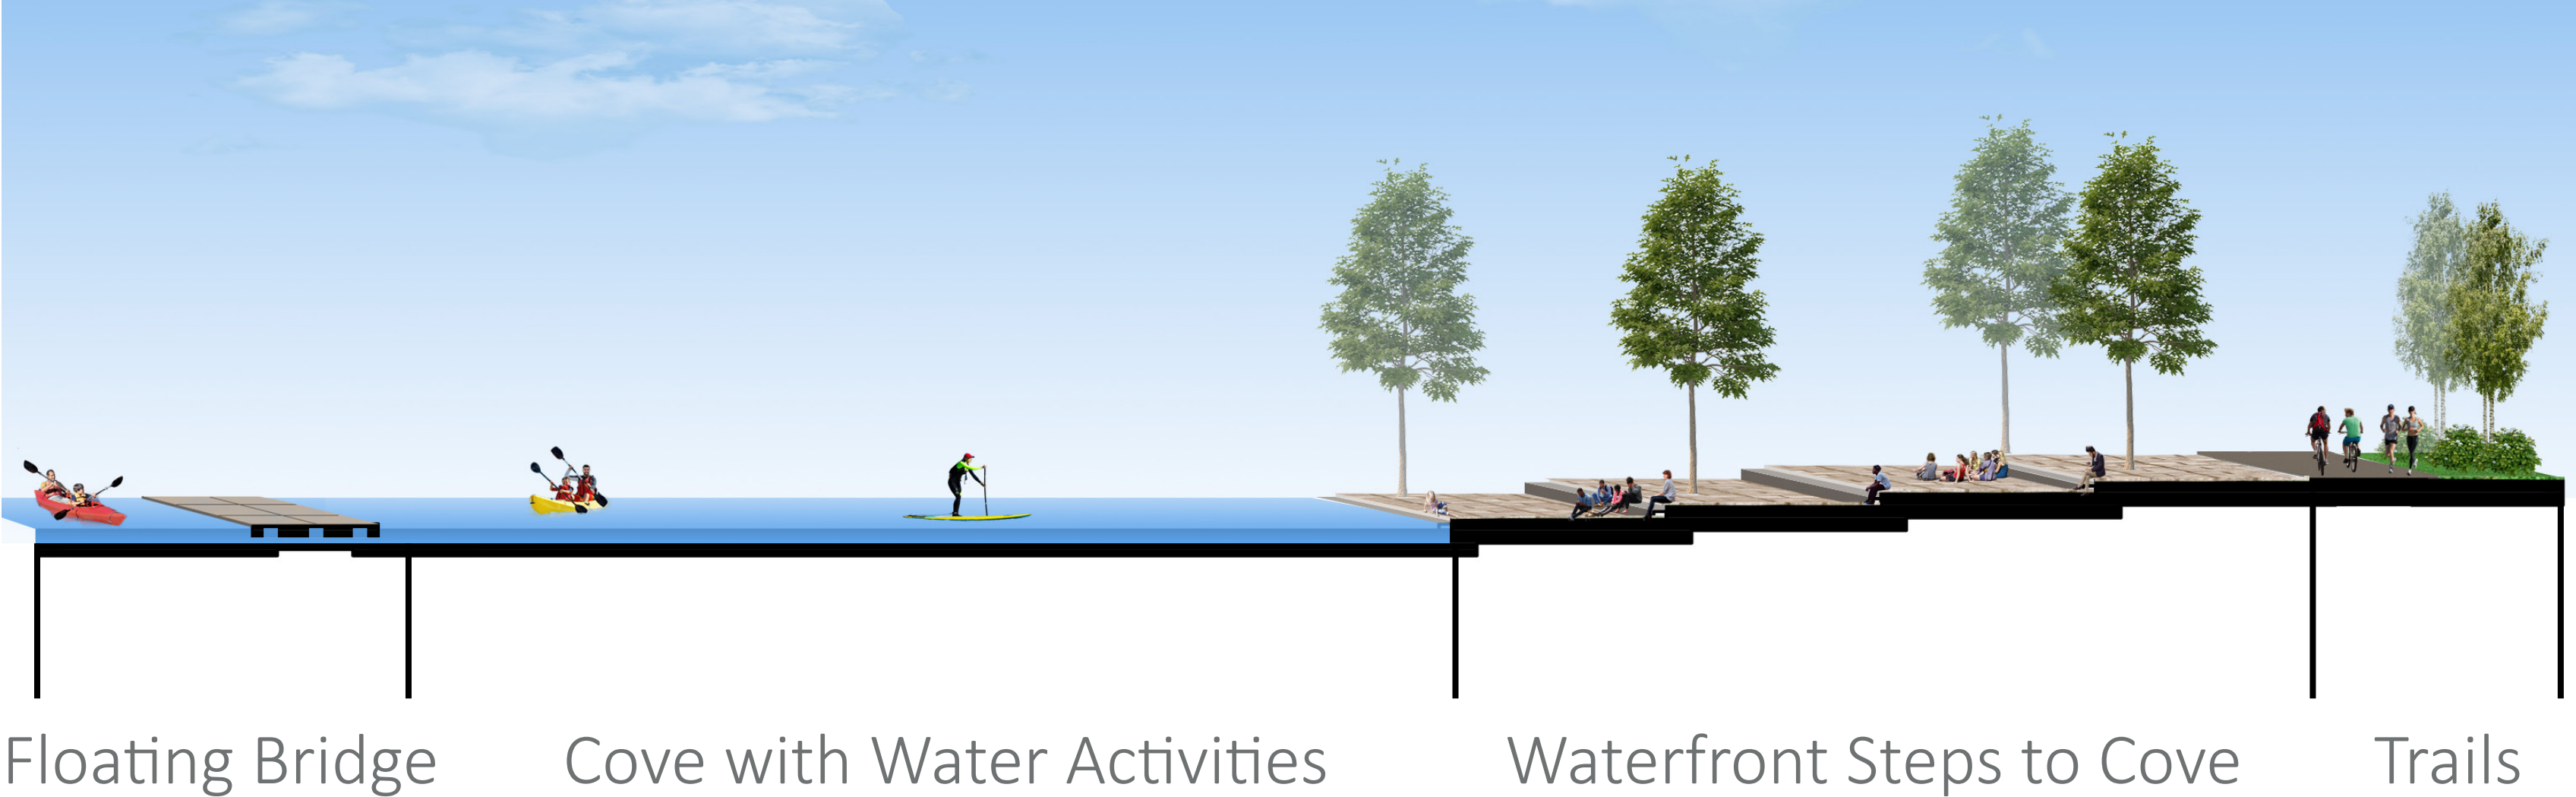 Floating Bridge
Cove with Water Activities
Waterfront Steps to Cove
Trails